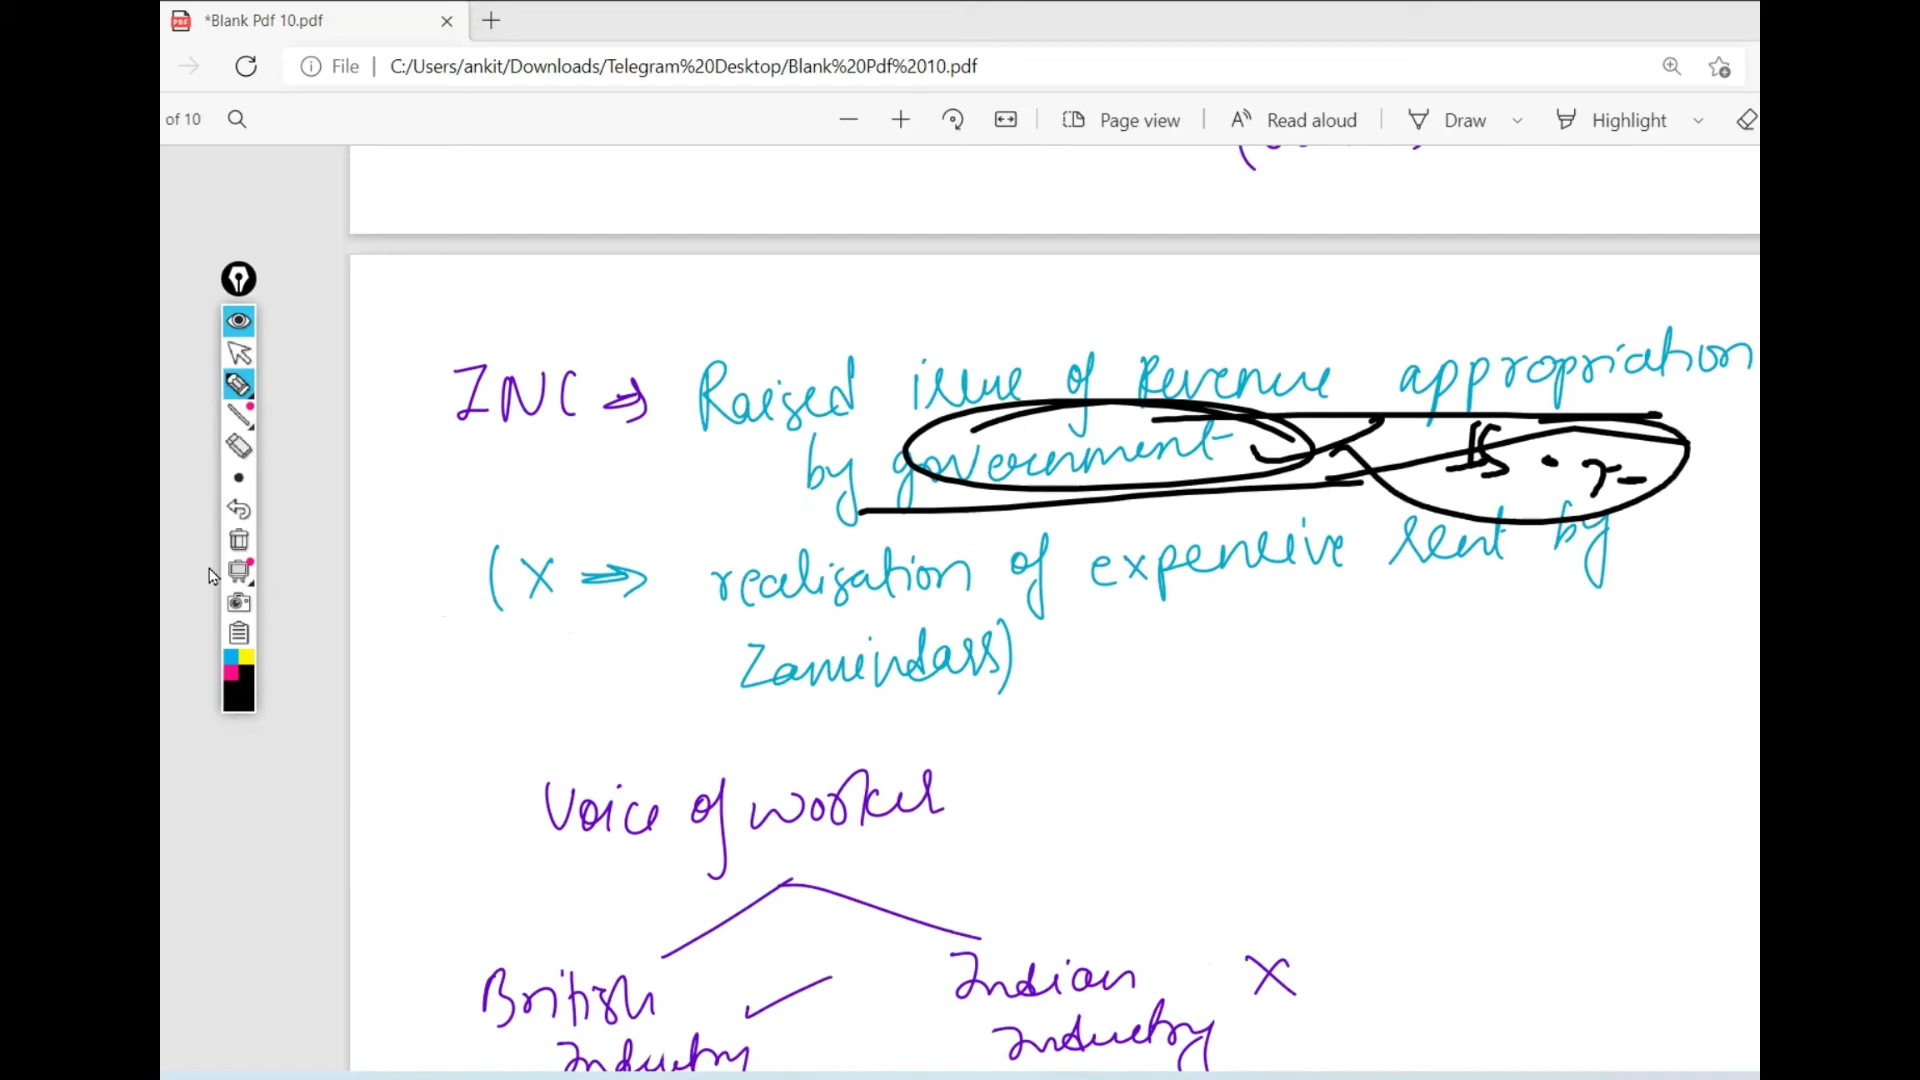 *Blank Pdf 10.pdf
File C:/Users/ankit/Downloads/Telegram%20Desktop/Blank%20Pdf%2010.pdf
of 10 Page view Read aloud Draw Highlight
INC ⇒ Raised issue of Revenue appropriation
by government
(X ⇒ realisation of expensive rent by
Zamindars)
Voice of worker
British ✓ Indian X
Industry Industry